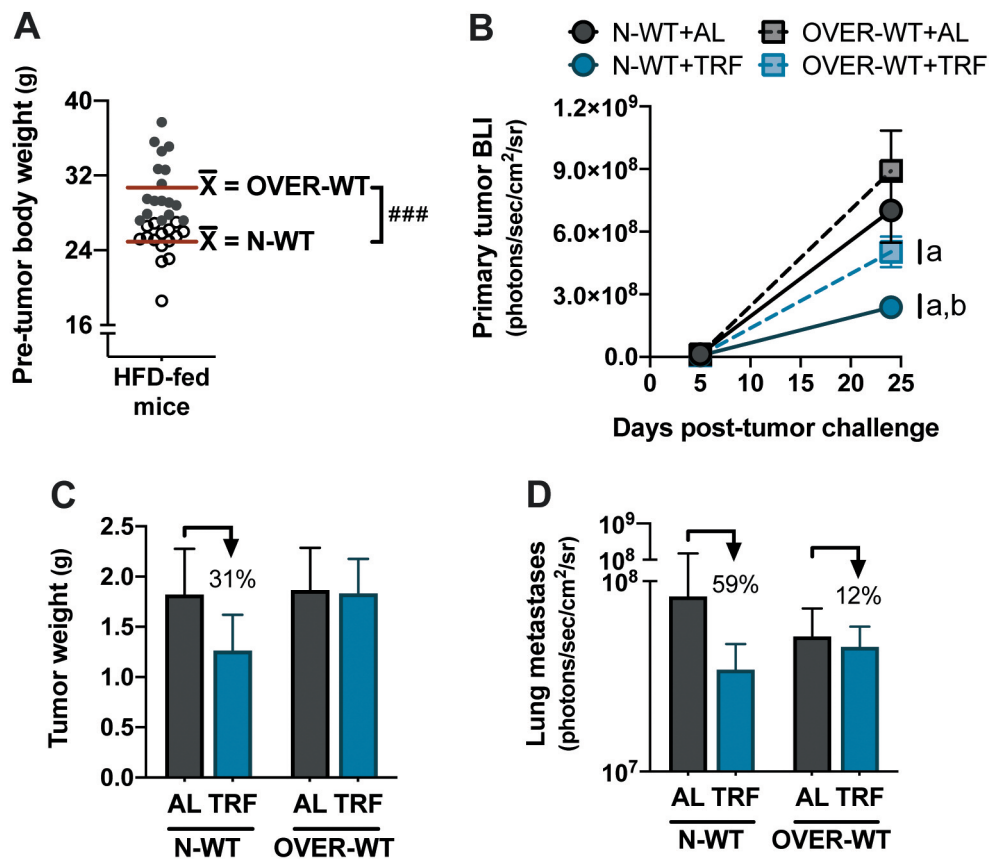 A
Pre-tumor body weight (g)
40
32
24
16
X̅ = OVER-WT
X̅ = N-WT
###
HFD-fed
mice
B
N-WT+AL
OVER-WT+AL
N-WT+TRF
OVER-WT+TRF
Primary tumor BLI
(photons/sec/cm²/sr)
1.2×10⁹
9.0×10⁸
6.0×10⁸
3.0×10⁸
0.0
a
a,b
0 5 10 15 20 25
Days post-tumor challenge
C
Tumor weight (g)
2.5
2.0
1.5
1.0
0.5
0.0
31%
AL TRF AL TRF
N-WT OVER-WT
D
Lung metastases
(photons/sec/cm²/sr)
10⁹
10⁸
10⁸
10⁷
59%
12%
AL TRF AL TRF
N-WT OVER-WT